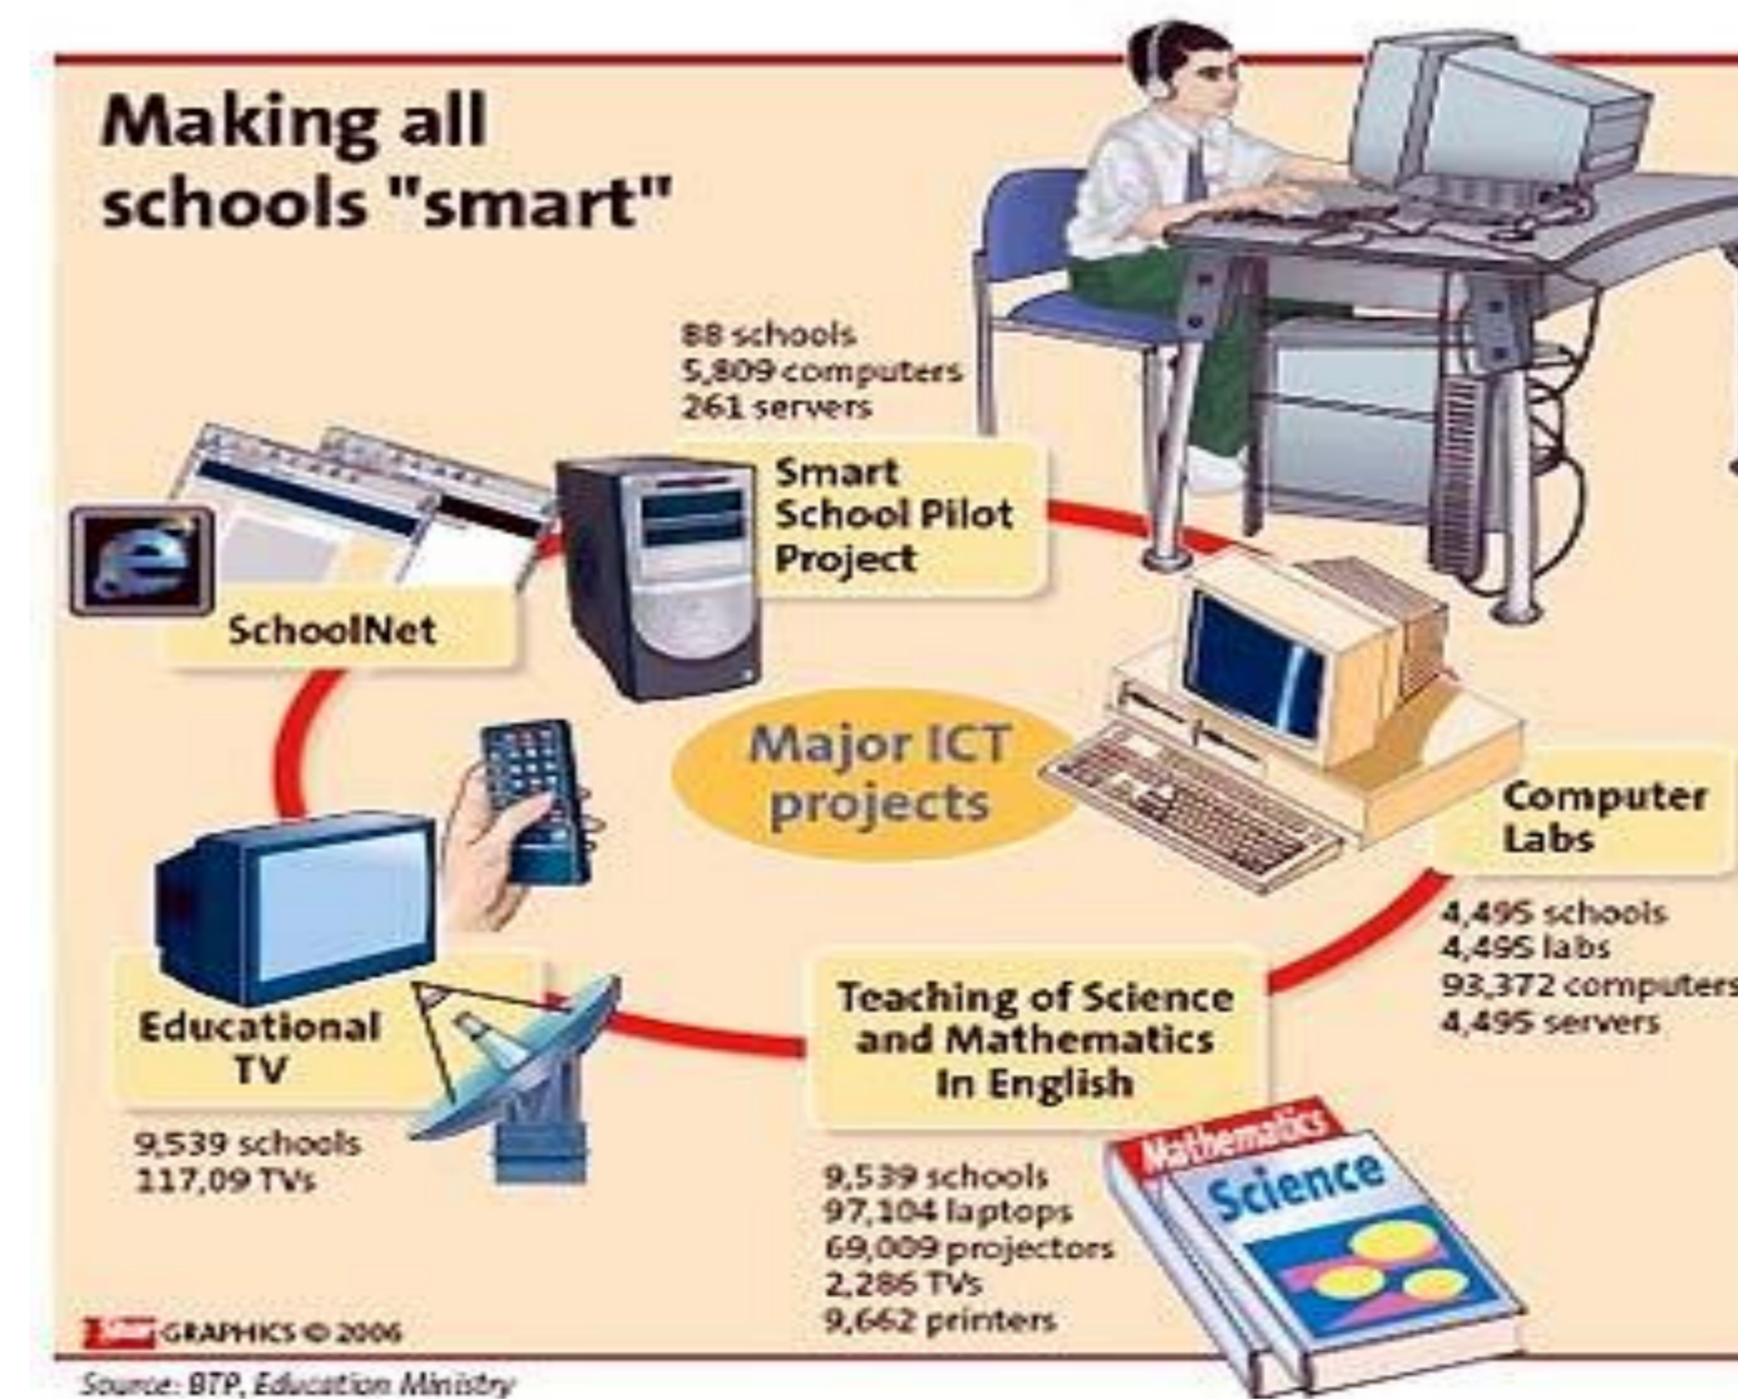 Making all
schools "smart"
88 schools
5,809 computers
261 servers
Smart
School Pilot
Project
SchoolNet
Major ICT
projects
Computer
Labs
4,495 schools
4,495 labs
93,372 computers
4,495 servers
Educational
TV
9,539 schools
117,09 TVs
Teaching of Science
and Mathematics
In English
9,539 schools
97,104 laptops
69,009 projectors
2,286 TVs
9,662 printers
Mathematics
Science
GRAPHICS © 2006
Source: BTP, Education Ministry